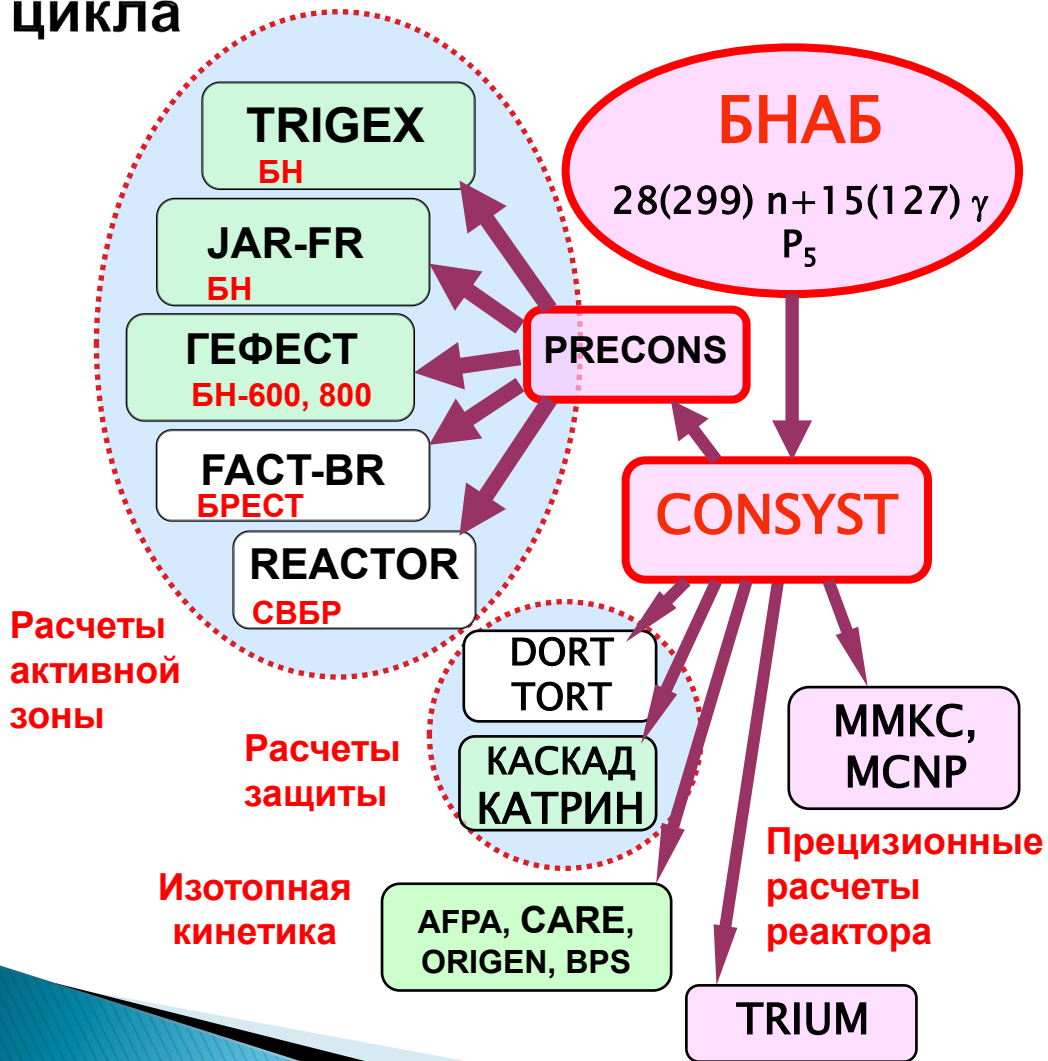 цикла
TRIGEX
БН
JAR-FR
БН
ГЕФЕСТ
БН-600, 800
FACT-BR
БРЕСТ
REACTOR
СВБР
Расчеты
активной
зоны
БНАБ
28(299) n+15(127) γ
P₅
PRECONS
CONSYST
DORT
TORT
КАСКАД
КАТРИН
Расчеты
защиты
ММКС,
MCNP
Прецизионные
расчеты
реактора
Изотопная
кинетика
AFPA, CARE,
ORIGEN, BPS
TRIUM